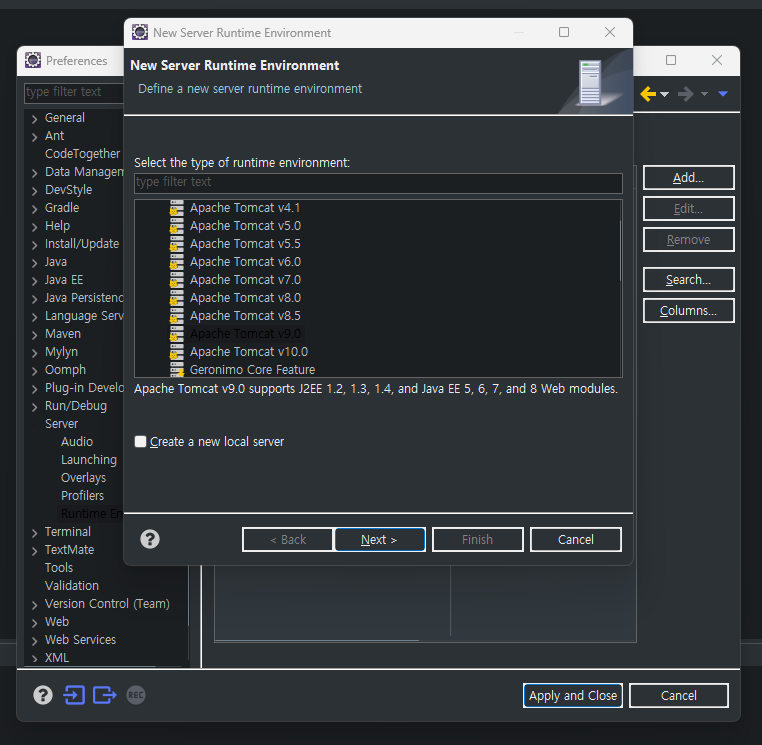 New Server Runtime Environment
Preferences
New Server Runtime Environment
Define a new server runtime environment
type filter text
General
Ant
CodeTogether
Data Managem
DevStyle
Gradle
Help
Install/Update
Java
Java EE
Java Persistenc
Language Serv
Maven
Mylyn
Oomph
Plug-in Develo
Run/Debug
Server
Audio
Launching
Overlays
Profilers
Runtime En
Terminal
TextMate
Tools
Validation
Version Control (Team)
Web
Web Services
XML
Select the type of runtime environment:
type filter text
Apache Tomcat v4.1
Apache Tomcat v5.0
Apache Tomcat v5.5
Apache Tomcat v6.0
Apache Tomcat v7.0
Apache Tomcat v8.0
Apache Tomcat v8.5
Apache Tomcat v9.0
Apache Tomcat v10.0
Geronimo Core Feature
Apache Tomcat v9.0 supports J2EE 1.2, 1.3, 1.4, and Java EE 5, 6, 7, and 8 Web modules.
Create a new local server
? < Back Next > Finish Cancel
Add...
Edit...
Remove
Search...
Columns...
? REC Apply and Close Cancel